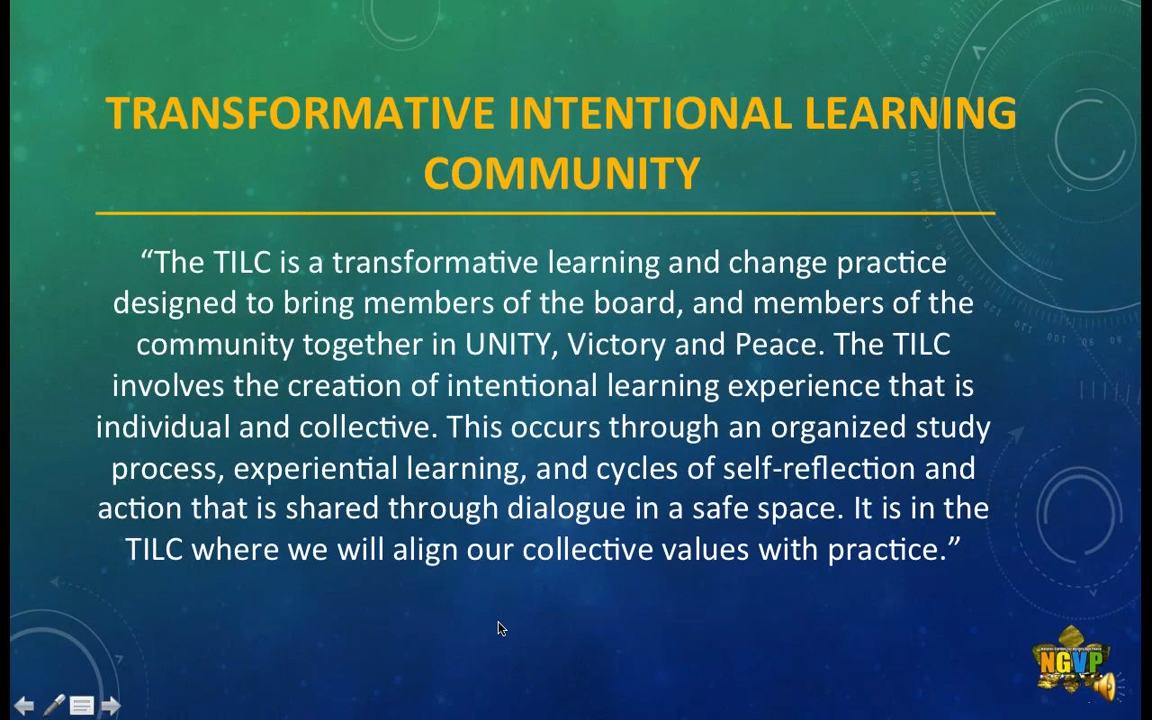 TRANSFORMATIVE INTENTIONAL LEARNING
COMMUNITY
“The TILC is a transformative learning and change practice
designed to bring members of the board, and members of the
community together in UNITY, Victory and Peace. The TILC
involves the creation of intentional learning experience that is
individual and collective. This occurs through an organized study
process, experiential learning, and cycles of self-reflection and
action that is shared through dialogue in a safe space. It is in the
TILC where we will align our collective values with practice.”
NGVP